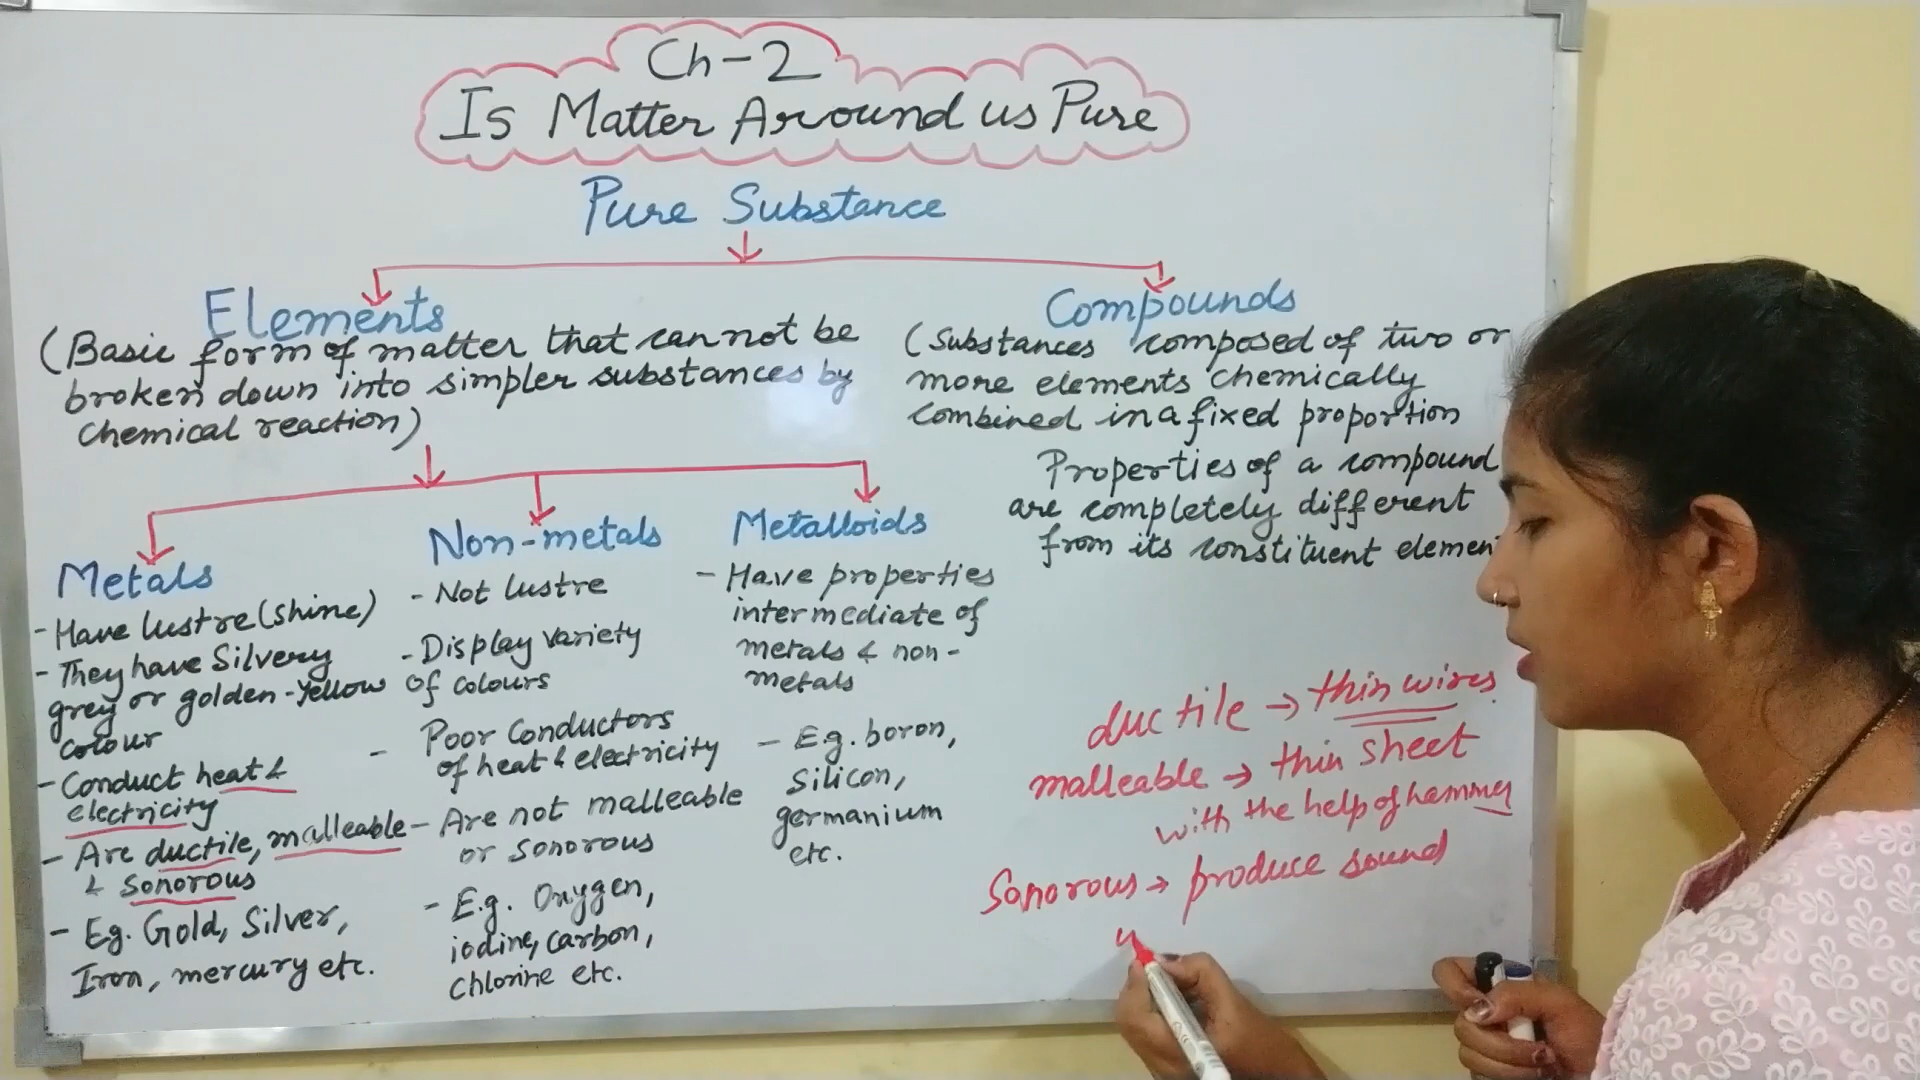 Ch-2
Is Matter Around us Pure
Pure Substance
Elements
(Basic form of matter that cannot be
broken down into simpler substances by
chemical reaction)
Compounds
(Substances composed of two or
more elements chemically
combined in a fixed proportion
Properties of a compound
are completely different
from its constituent elemen
Metals
- Have lustre (shine)
- They have Silvery
grey or golden-yellow
colour
- Conduct heat &
electricity
- Are ductile, malleable
& sonorous
- Eg. Gold, Silver,
Iron, mercury etc.
Non-metals
- Not lustre
- Display variety
of colours
- Poor conductors
of heat & electricity
- Are not malleable
or sonorous
- E.g. Oxygen,
iodine, carbon,
chlorine etc.
Metalloids
- Have properties
intermediate of
metals & non-
metals
- E.g. boron,
silicon,
germanium
etc.
ductile → thin wires.
malleable → thin sheet
with the help of hammer
Sonorous → produce sound